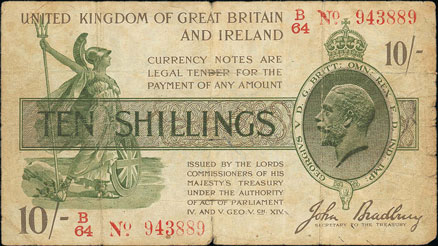 UNITED KINGDOM OF GREAT BRITAIN
AND IRELAND
B/64 No. 943889
10/-
CURRENCY NOTES ARE
LEGAL TENDER FOR THE
PAYMENT OF ANY AMOUNT
GEORGIVS V D. G. BRITT: OMN: REX F. D. IND: IMP:
TEN SHILLINGS
ISSUED BY THE LORDS
COMMISSIONERS OF HIS
MAJESTY'S TREASURY
UNDER THE AUTHORITY
OF ACT OF PARLIAMENT
IV. AND V. GEO. V. CH. XIV.
10/-
B/64 No. 943889
John Bradbury
SECRETARY TO THE TREASURY